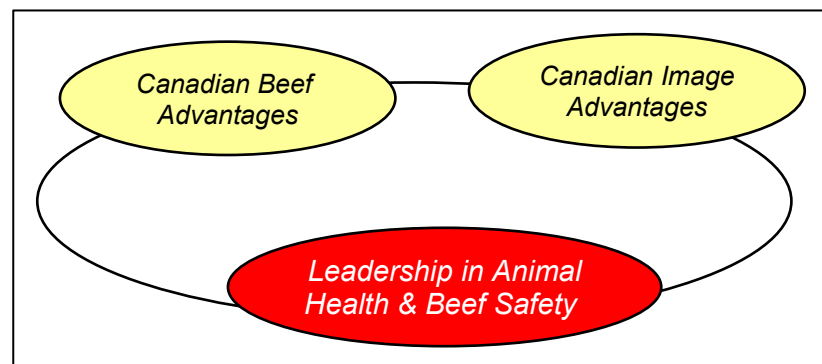 Canadian Beef
Advantages
Canadian Image
Advantages
Leadership in Animal
Health & Beef Safety